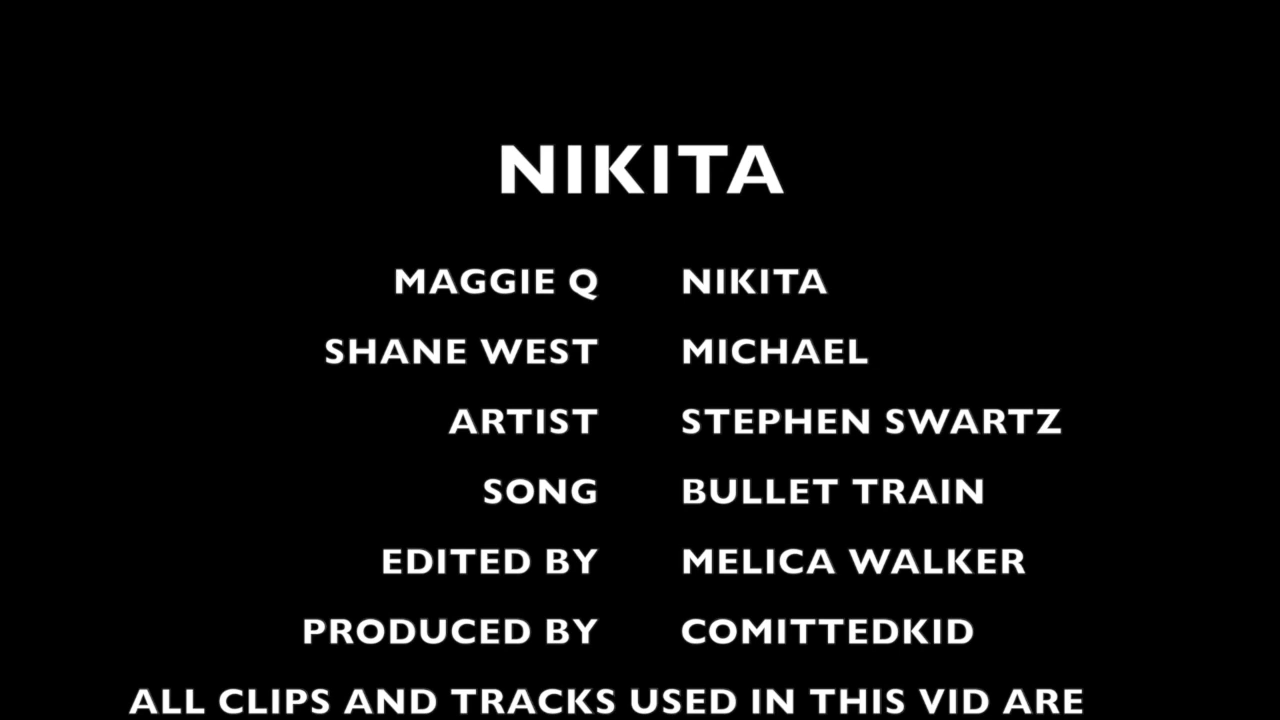 NIKITA
MAGGIE Q NIKITA
SHANE WEST MICHAEL
ARTIST STEPHEN SWARTZ
SONG BULLET TRAIN
EDITED BY MELICA WALKER
PRODUCED BY COMITTEDKID
ALL CLIPS AND TRACKS USED IN THIS VID ARE